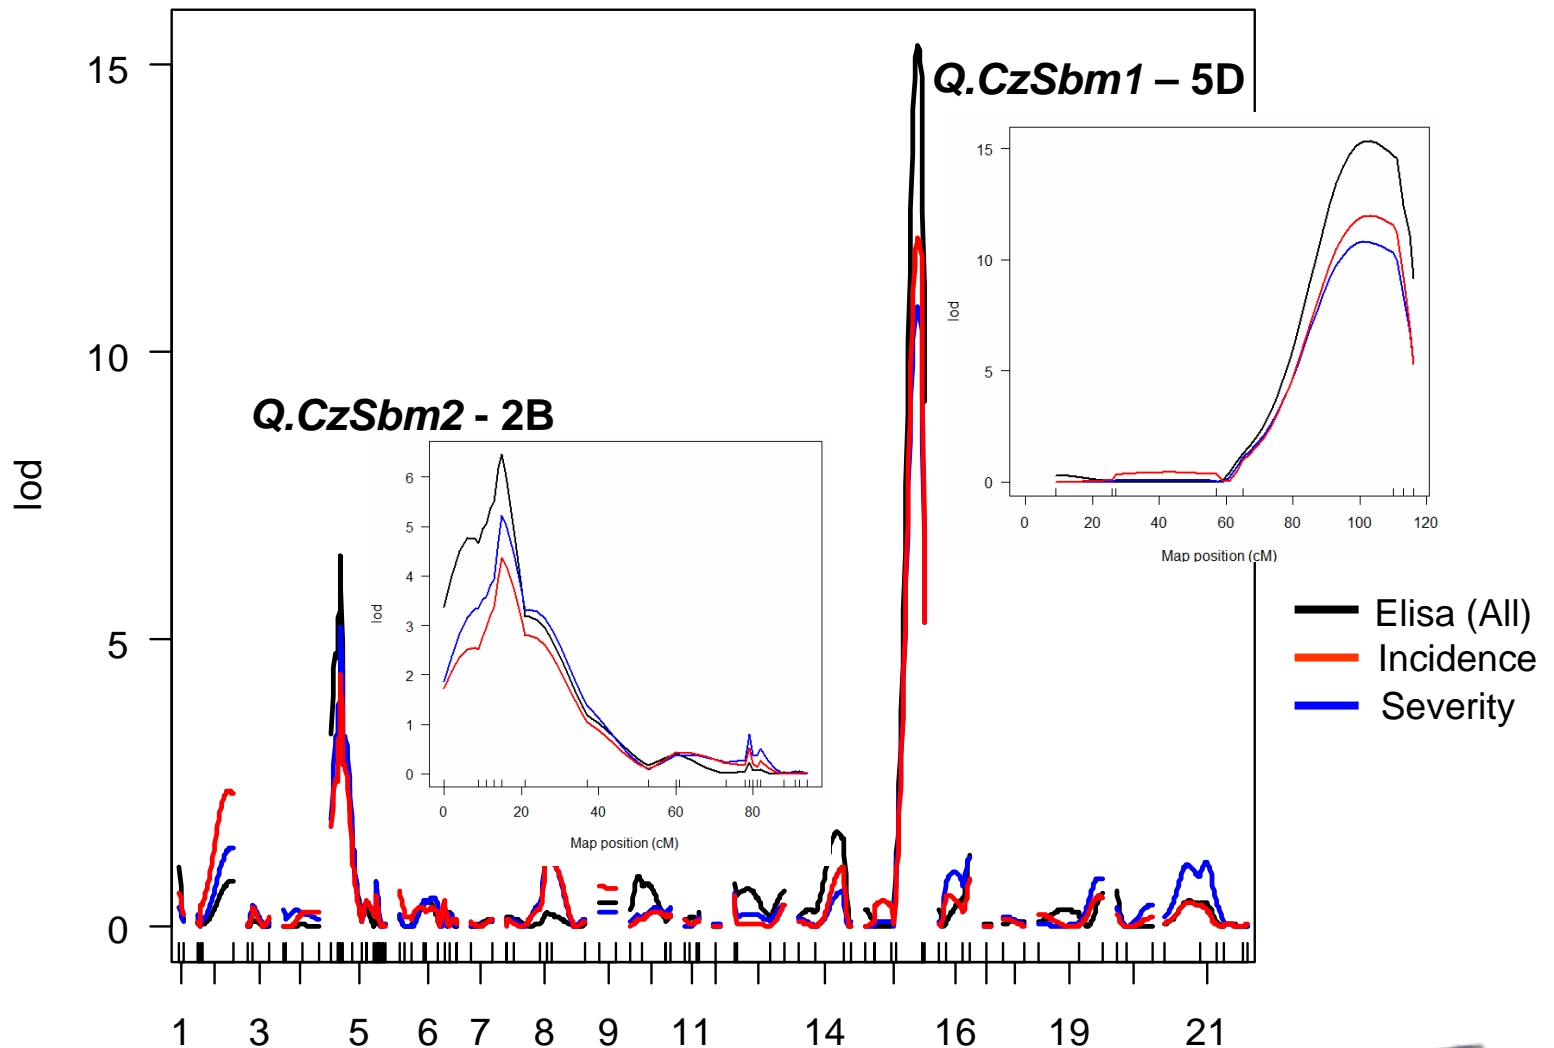 15
10
5
0
lod
Q.CzSbm1 – 5D
15
10
5
0
lod
0 20 40 60 80 100 120
Map position (cM)
Q.CzSbm2 - 2B
6
5
4
3
2
1
0
lod
0 20 40 60 80
Map position (cM)
Elisa (All)
Incidence
Severity
1 3 5 6 7 8 9 11 14 16 19 21